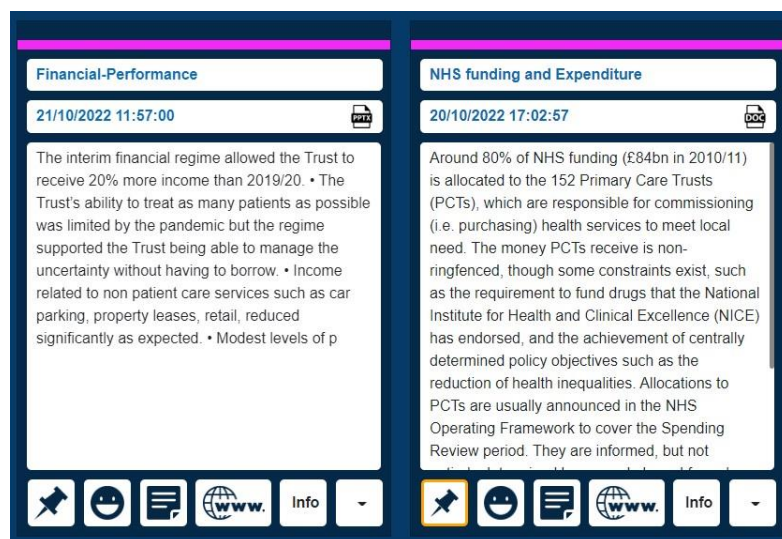 Financial-Performance
21/10/2022 11:57:00
PPTX
The interim financial regime allowed the Trust to
receive 20% more income than 2019/20. • The
Trust's ability to treat as many patients as possible
was limited by the pandemic but the regime
supported the Trust being able to manage the
uncertainty without having to borrow. • Income
related to non patient care services such as car
parking, property leases, retail, reduced
significantly as expected. • Modest levels of p
www.
Info
NHS funding and Expenditure
20/10/2022 17:02:57
DOC
Around 80% of NHS funding (£84bn in 2010/11)
is allocated to the 152 Primary Care Trusts
(PCTs), which are responsible for commissioning
(i.e. purchasing) health services to meet local
need. The money PCTs receive is non-
ringfenced, though some constraints exist, such
as the requirement to fund drugs that the National
Institute for Health and Clinical Excellence (NICE)
has endorsed, and the achievement of centrally
determined policy objectives such as the
reduction of health inequalities. Allocations to
PCTs are usually announced in the NHS
Operating Framework to cover the Spending
Review period. They are informed, but not
www.
Info